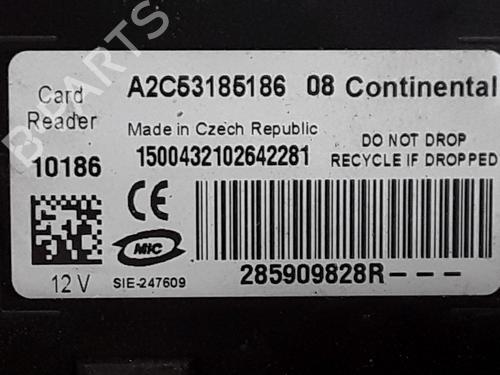 Card Reader
A2C53185186 08 Continental
Made in Czech Republic
10186
1500432102642281
DO NOT DROP
RECYCLE IF DROPPED
CE
MIC
12 V
SIE-247609
285909828R---
B-PARTS